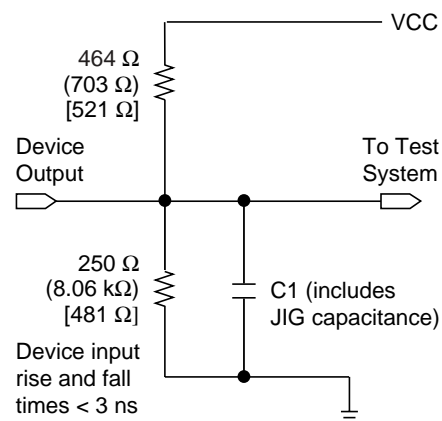 VCC
464 Ω
(703 Ω)
[521 Ω]
Device
Output
To Test
System
250 Ω
(8.06 kΩ)
[481 Ω]
C1 (includes
JIG capacitance)
Device input
rise and fall
times < 3 ns